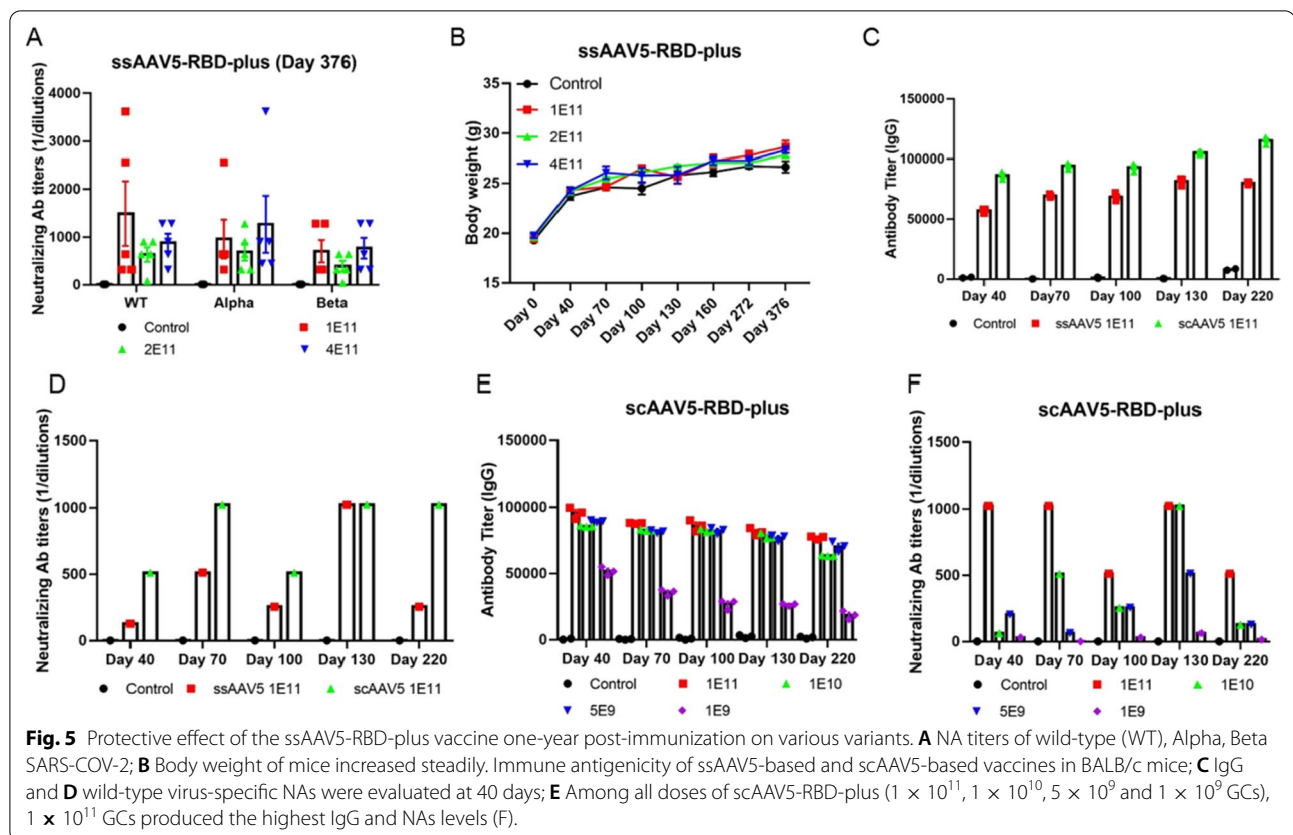 A
ssAAV5-RBD-plus (Day 376)
Neutralizing Ab titers (1/dilutions)
4000
3000
2000
1000
0
WT Alpha Beta
Control 1E11
2E11 4E11
B
ssAAV5-RBD-plus
Body weight (g)
35
30
25
20
15
Control
1E11
2E11
4E11
Day 0 Day 40 Day 70 Day 100 Day 130 Day 160 Day 272 Day 376
C
Antibody Titer (IgG)
150000
100000
50000
0
Day 40 Day70 Day 100 Day 130 Day 220
Control ssAAV5 1E11 scAAV5 1E11
D
Neutralizing Ab titers (1/dilutions)
1500
1000
500
0
Day 40 Day 70 Day 100 Day 130 Day 220
Control ssAAV5 1E11 scAAV5 1E11
E
scAAV5-RBD-plus
Antibody Titer (IgG)
150000
100000
50000
0
Day 40 Day 70 Day 100 Day 130 Day 220
Control 1E11 1E10
5E9 1E9
F
scAAV5-RBD-plus
Neutralizing Ab titers (1/dilutions)
1500
1000
500
0
Day 40 Day 70 Day 100 Day 130 Day 220
Control 1E11 1E10
5E9 1E9
Fig. 5 Protective effect of the ssAAV5-RBD-plus vaccine one-year post-immunization on various variants. A NA titers of wild-type (WT), Alpha, Beta
SARS-COV-2; B Body weight of mice increased steadily. Immune antigenicity of ssAAV5-based and scAAV5-based vaccines in BALB/c mice; C IgG
and D wild-type virus-specific NAs were evaluated at 40 days; E Among all doses of scAAV5-RBD-plus (1 × 10¹¹, 1 × 10¹⁰, 5 × 10⁹ and 1 × 10⁹ GCs),
1 × 10¹¹ GCs produced the highest IgG and NAs levels (F).